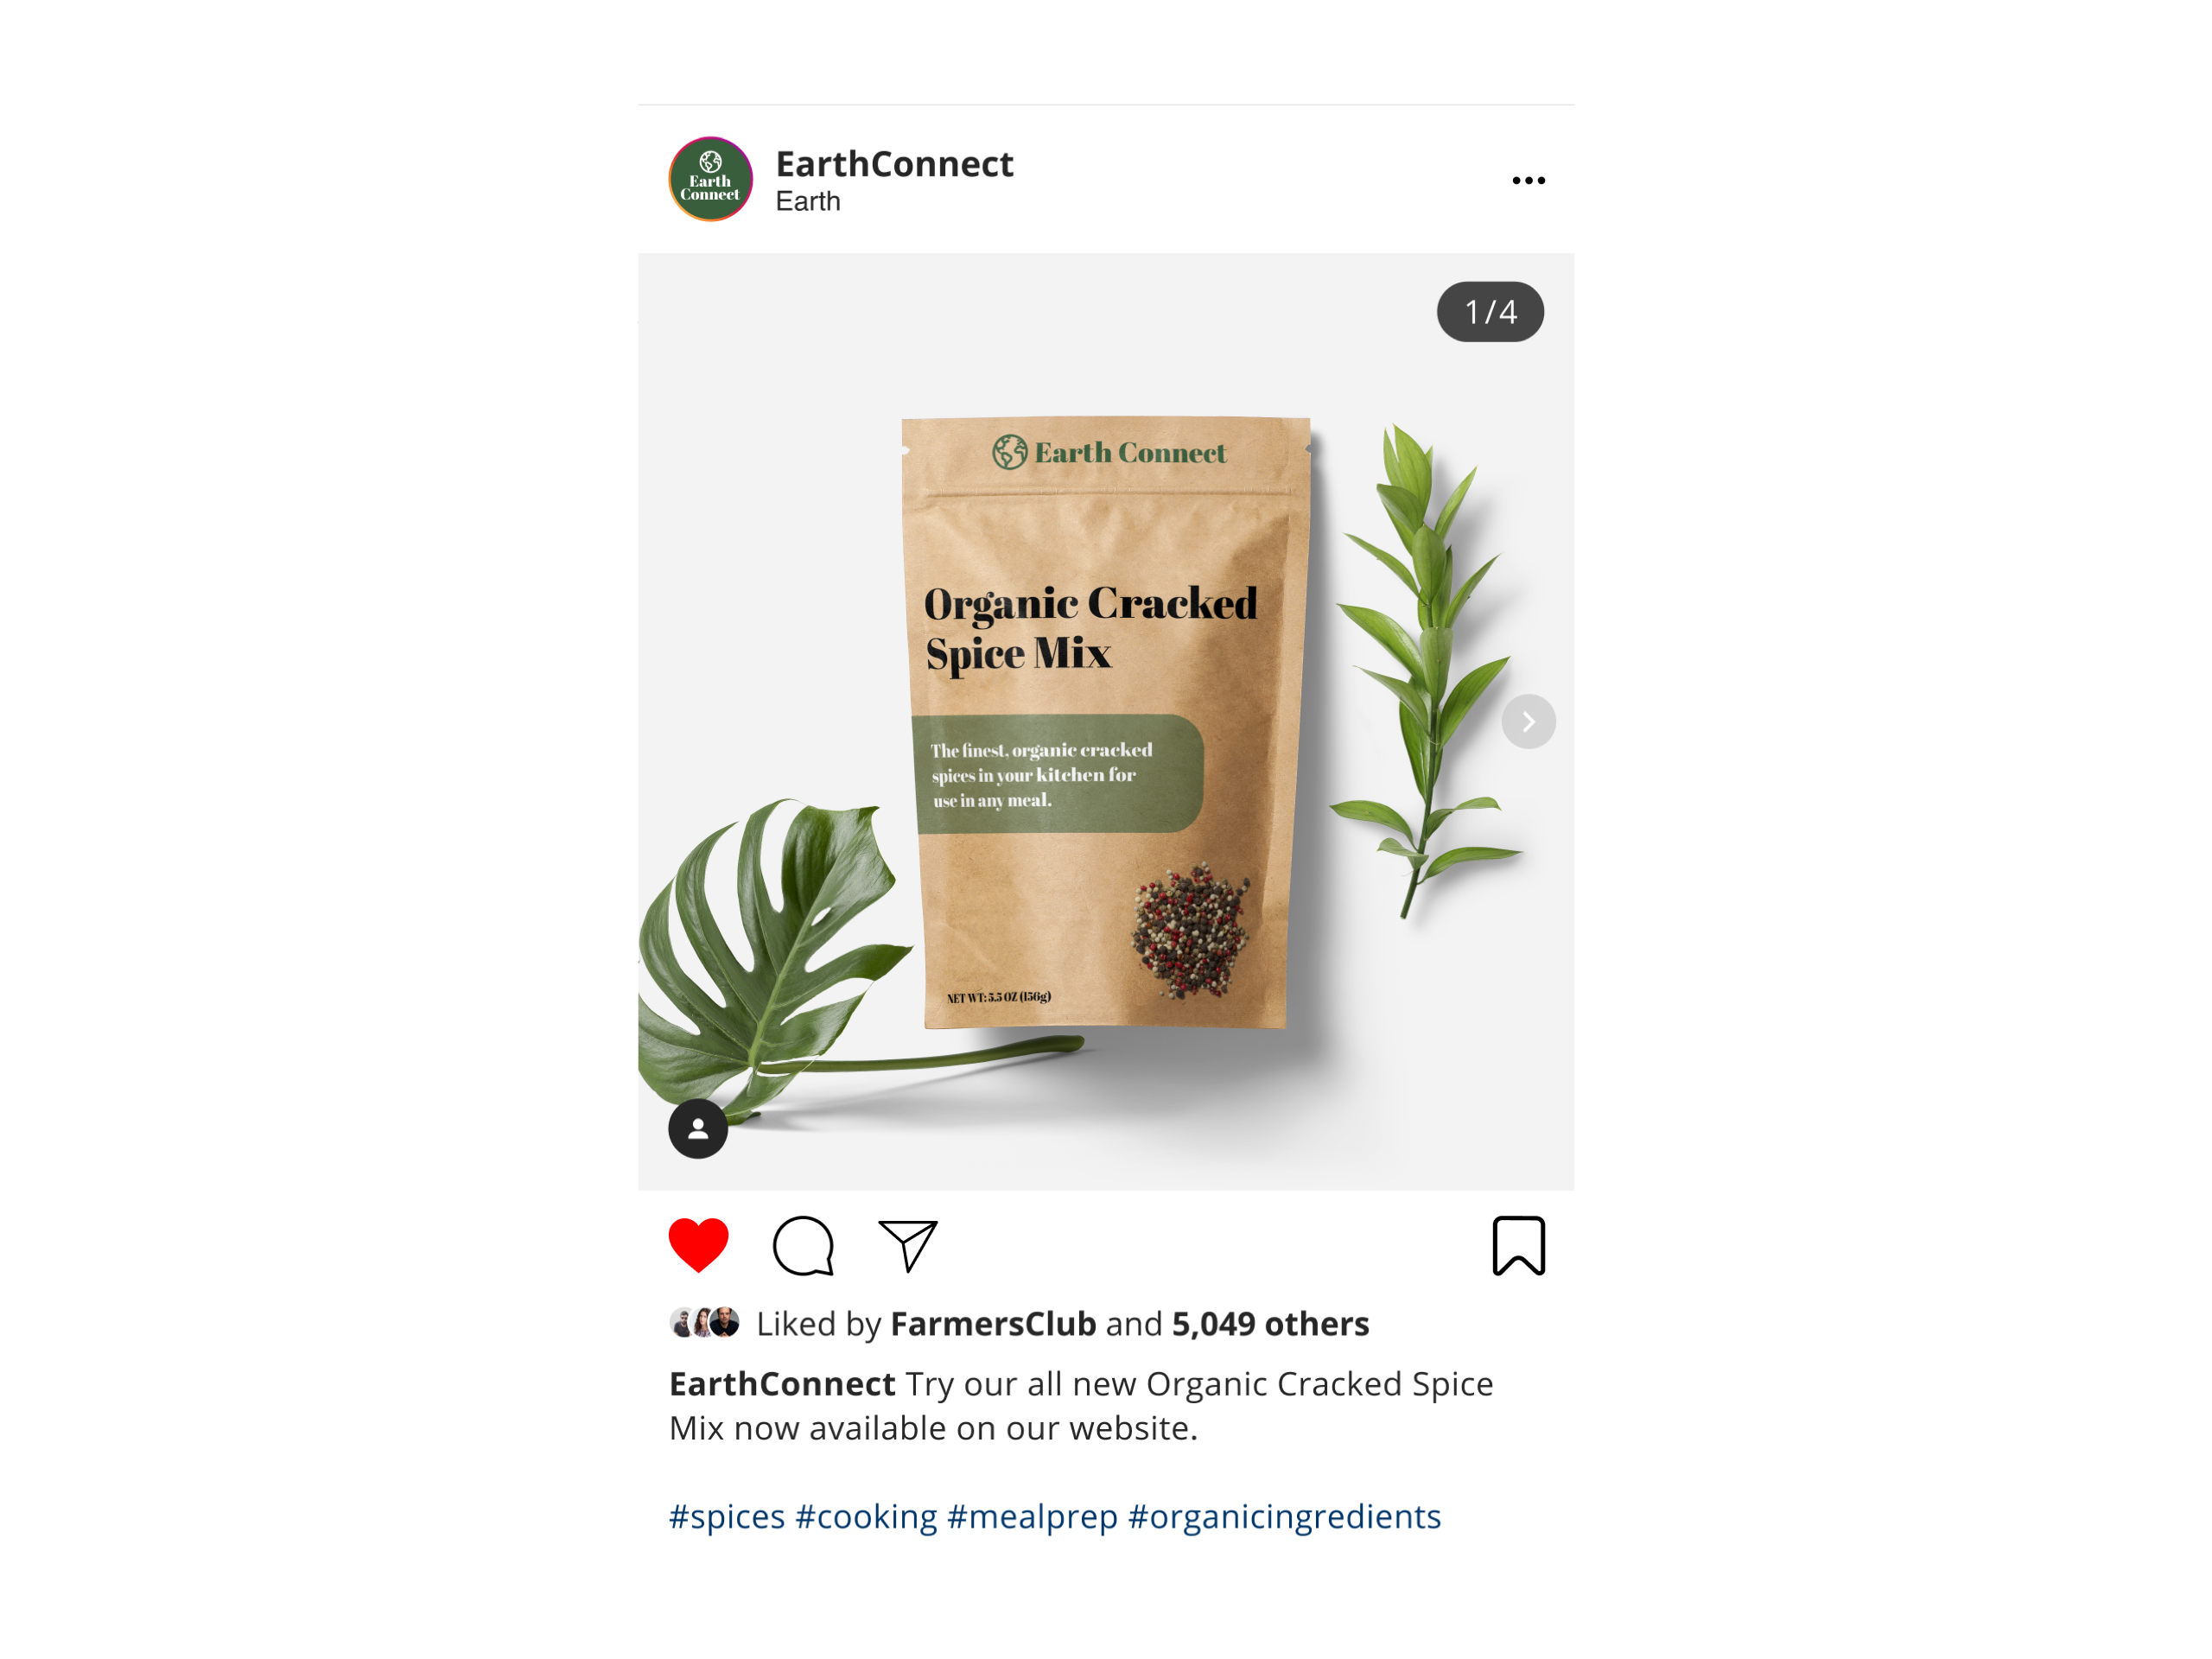 Earth
Connect
EarthConnect
Earth
1/4
Earth Connect
Organic Cracked
Spice Mix
The finest, organic cracked
spices in your kitchen for
use in any meal.
NET WT: 5.5 OZ (156g)
Liked by FarmersClub and 5,049 others
EarthConnect Try our all new Organic Cracked Spice
Mix now available on our website.
#spices #cooking #mealprep #organicingredients